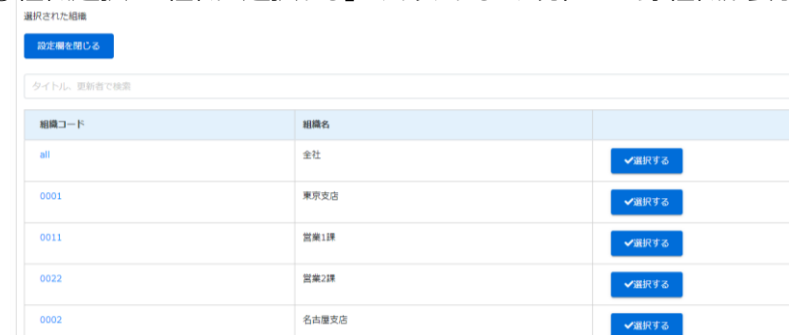 選択された組織
設定欄を閉じる
タイトル、更新者で検索
組織コード 組織名
all 全社 ✔選択する
0001 東京支店 ✔選択する
0011 営業1課 ✔選択する
0022 営業2課 ✔選択する
0002 名古屋支店 ✔選択する